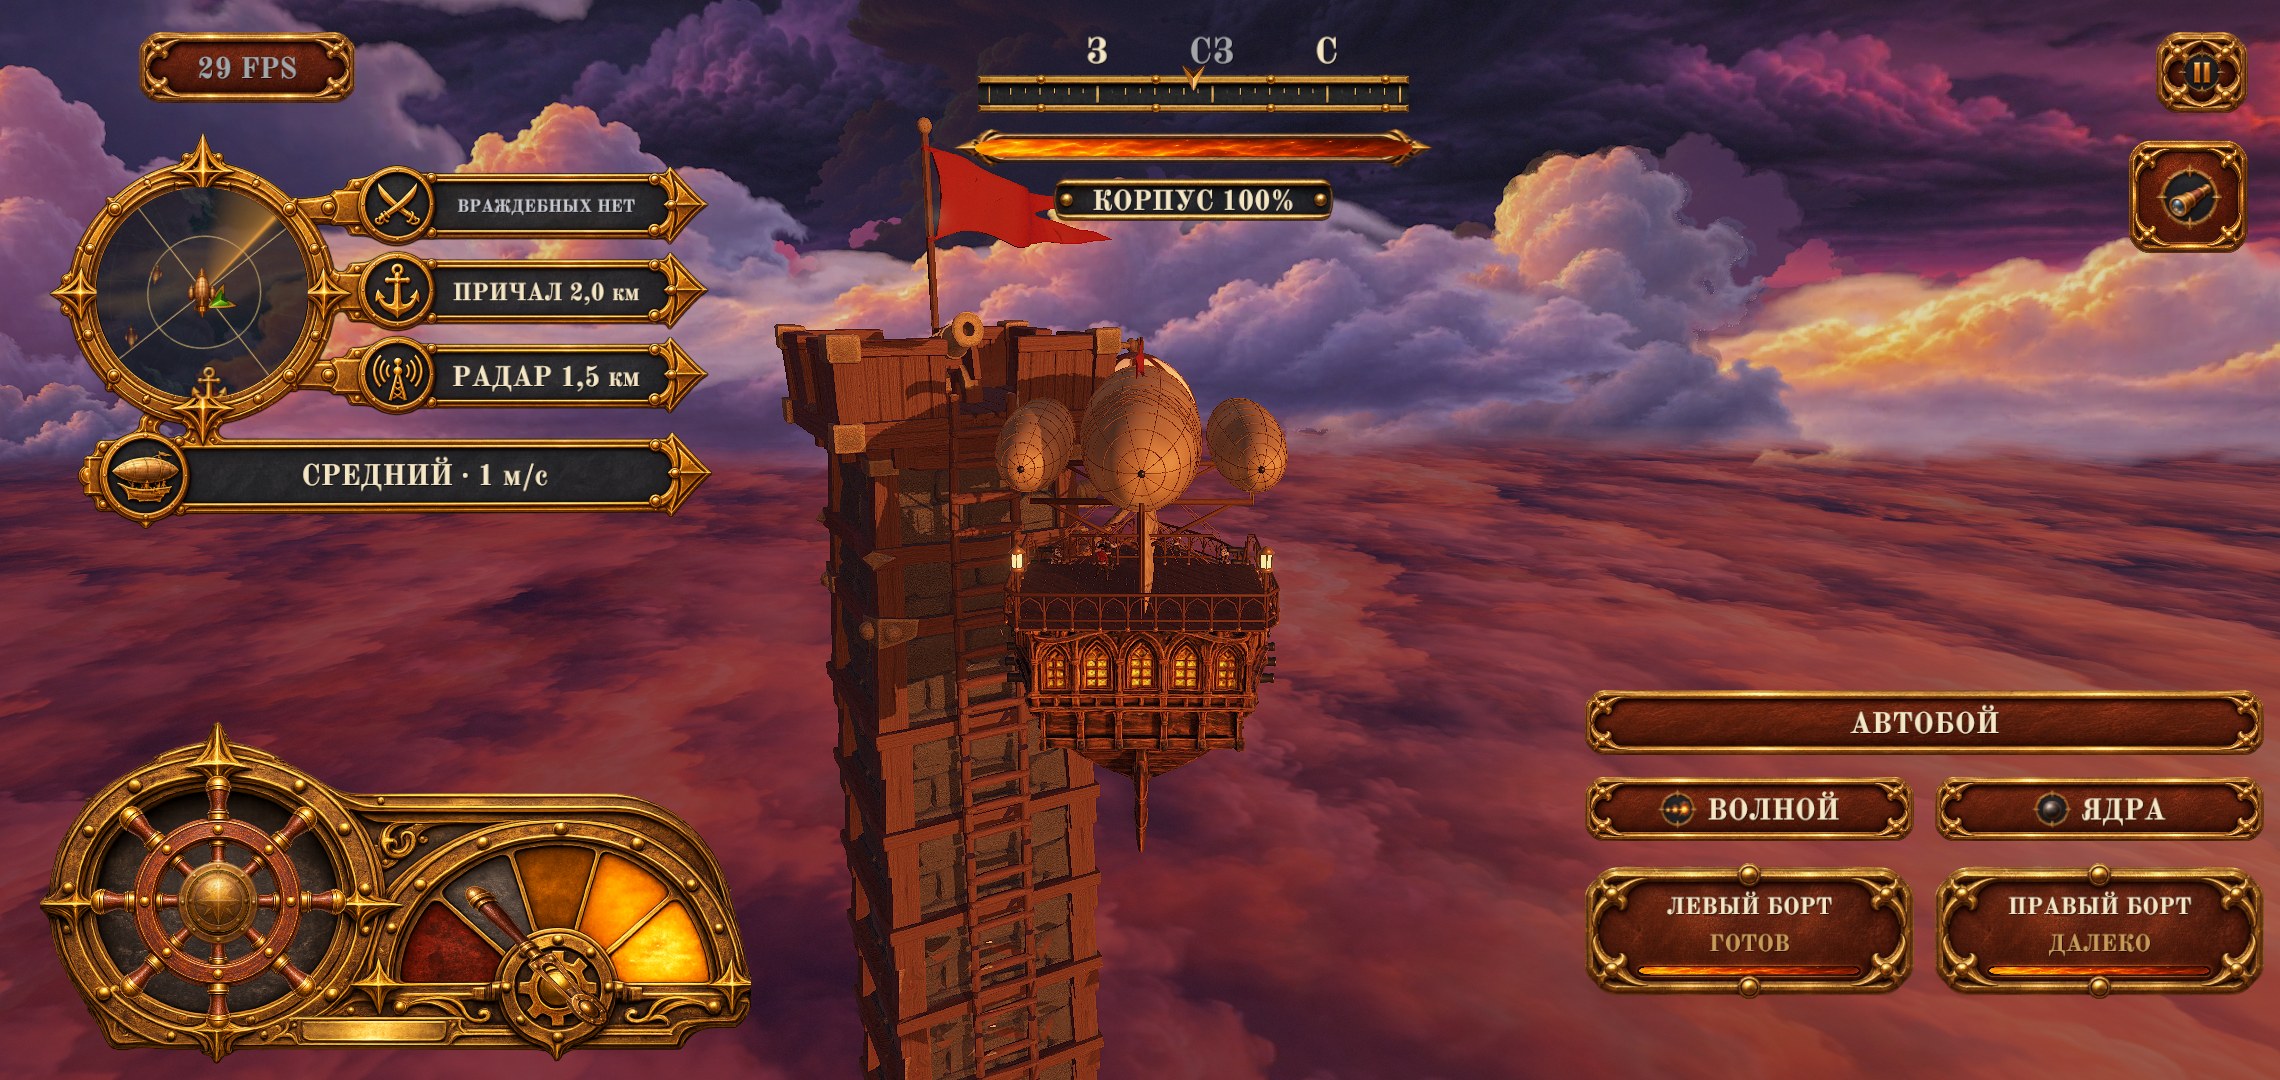 29 FPS
З СЗ С
КОРПУС 100%
ВРАЖДЕБНЫХ НЕТ
ПРИЧАЛ 2,0 км
РАДАР 1,5 км
СРЕДНИЙ · 1 м/с
АВТОБОЙ
ВОЛНОЙ
ЯДРА
ЛЕВЫЙ БОРТ
ГОТОВ
ПРАВЫЙ БОРТ
ДАЛЕКО